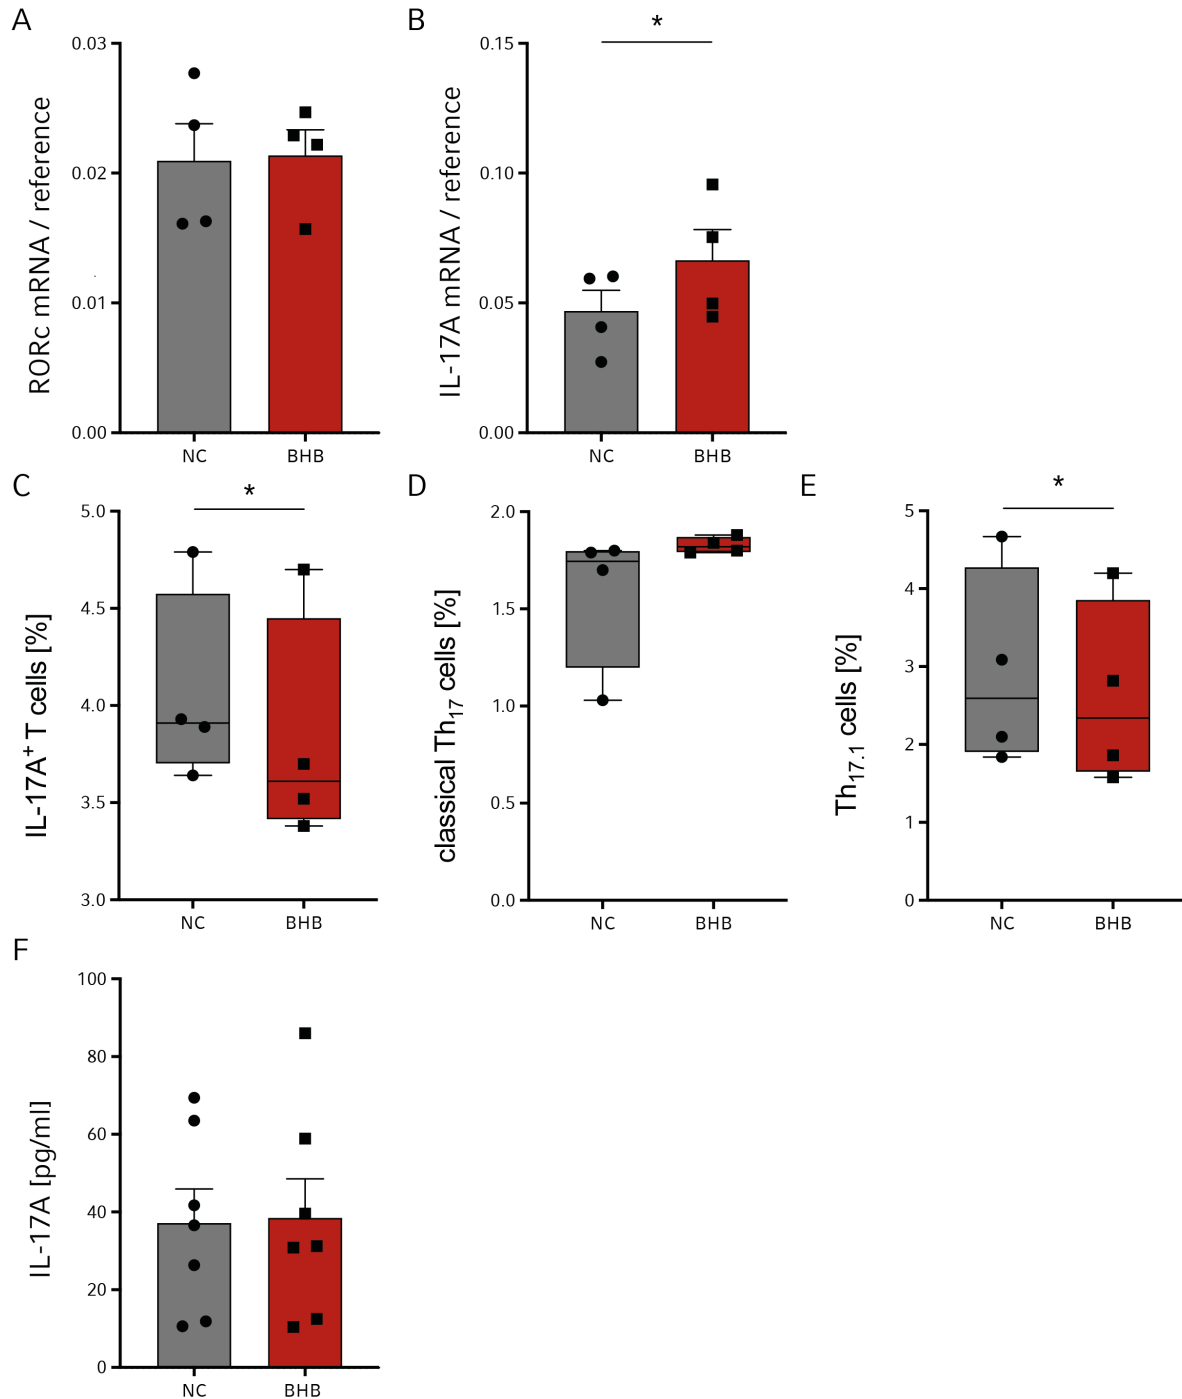 A
RORc mRNA / reference
0.03
0.02
0.01
0.00
NC
BHB
B
*
IL-17A mRNA / reference
0.15
0.10
0.05
0.00
NC
BHB
C
*
IL-17A+ T cells [%]
5.0
4.5
4.0
3.5
3.0
NC
BHB
D
classical Th17 cells [%]
2.0
1.5
1.0
0.5
0.0
NC
BHB
E
*
Th17.1 cells [%]
5
4
3
2
1
0
NC
BHB
F
IL-17A [pg/ml]
100
80
60
40
20
0
NC
BHB